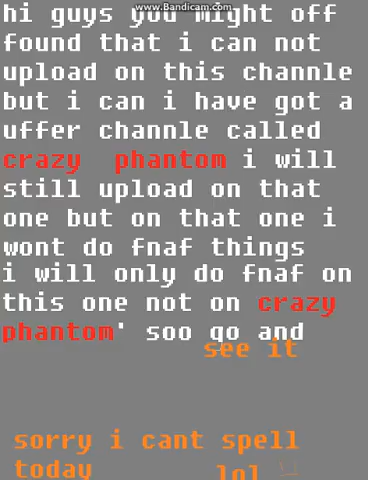 www.Bandicam.com
hi guys you might off
found that i can not
upload on this channle
but i can i have got a
uffer channle called
crazy phantom i will
still upload on that
one but on that one i
wont do fnaf things
i will only do fnaf on
this one not on crazy
phantom' soo go and
see it
sorry i cant spell
today lol